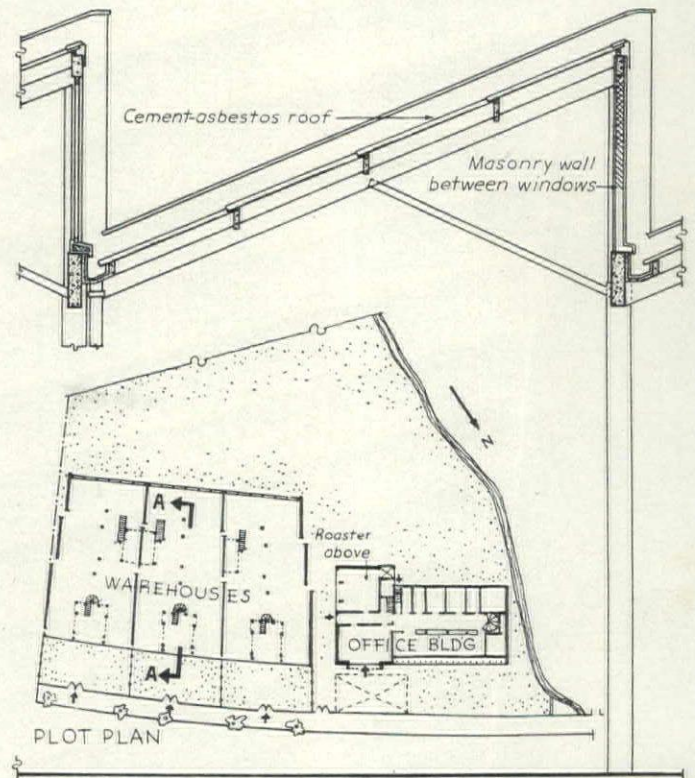 Cement-asbestos roof
Masonry wall
between windows
N
A
Roaster
above
WAREHOUSES
OFFICE BLDG
A
PLOT PLAN